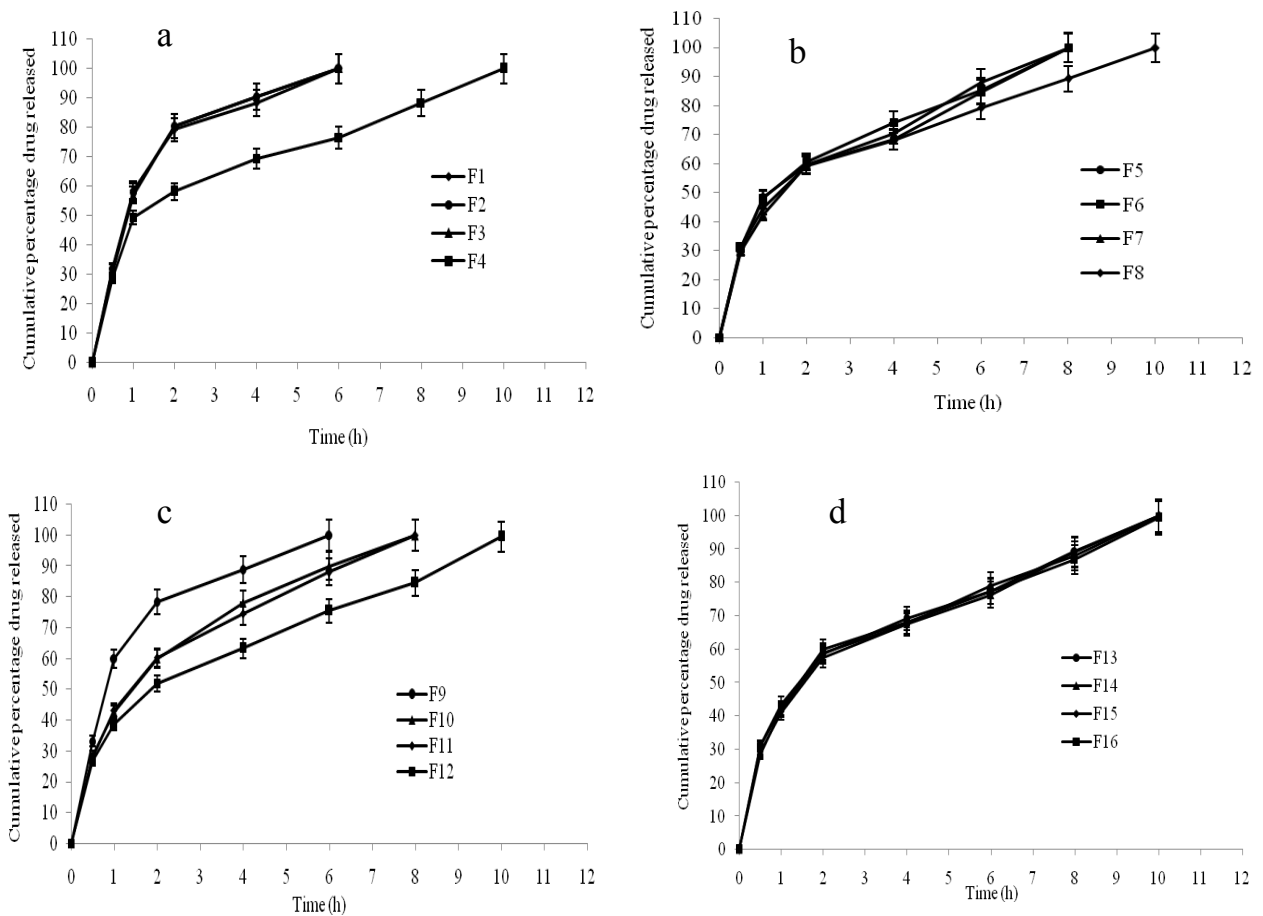 a
Cumulative percentage drug released
110
100
90
80
70
60
50
40
30
20
10
0
F1
F2
F3
F4
0 1 2 3 4 5 6 7 8 9 10 11 12
Time (h)
b
Cumulative percentage drug released
110
100
90
80
70
60
50
40
30
20
10
0
F5
F6
F7
F8
0 1 2 3 4 5 6 7 8 9 10 11 12
Time (h)
c
Cumulative percentage drug released
110
100
90
80
70
60
50
40
30
20
10
0
F9
F10
F11
F12
0 1 2 3 4 5 6 7 8 9 10 11 12
Time (h)
d
Cumulative percentage drug released
110
100
90
80
70
60
50
40
30
20
10
0
F13
F14
F15
F16
0 1 2 3 4 5 6 7 8 9 10 11 12
Time (h)